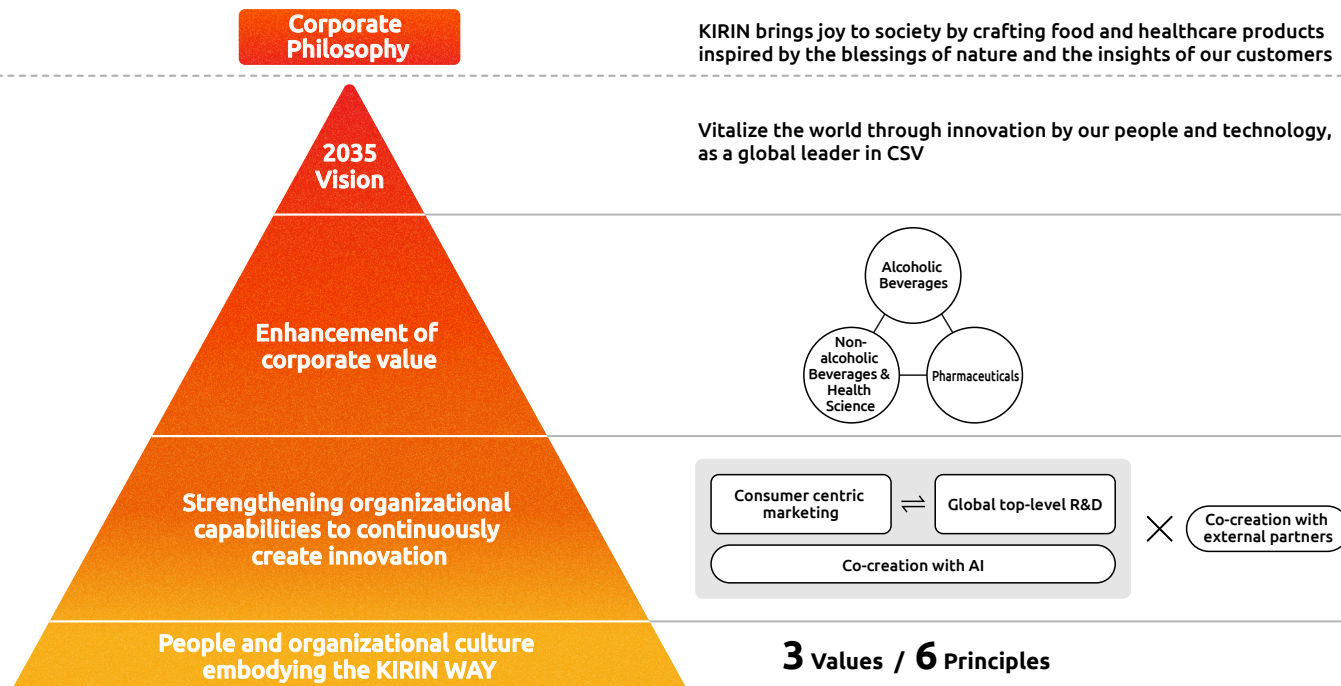 Corporate
Philosophy
KIRIN brings joy to society by crafting food and healthcare products
inspired by the blessings of nature and the insights of our customers
2035
Vision
Vitalize the world through innovation by our people and technology,
as a global leader in CSV
Enhancement of
corporate value
Alcoholic
Beverages
Non-
alcoholic
Beverages &
Health
Science
Pharmaceuticals
Strengthening organizational
capabilities to continuously
create innovation
Consumer centric
marketing
⇌
Global top-level R&D
Co-creation with AI
×
Co-creation with
external partners
People and organizational culture
embodying the KIRIN WAY
3 Values / 6 Principles